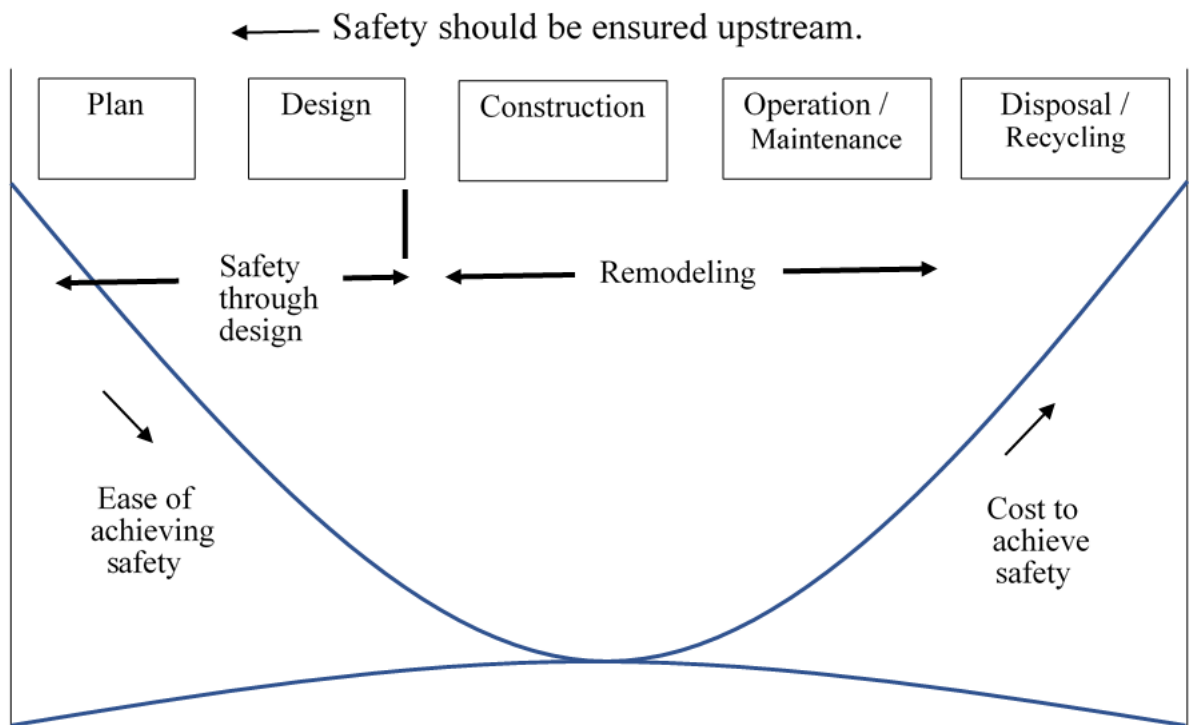 Safety should be ensured upstream.
Plan
Design
Construction
Operation /
Maintenance
Disposal /
Recycling
Safety
through
design
Remodeling
Ease of
achieving
safety
Cost to
achieve
safety